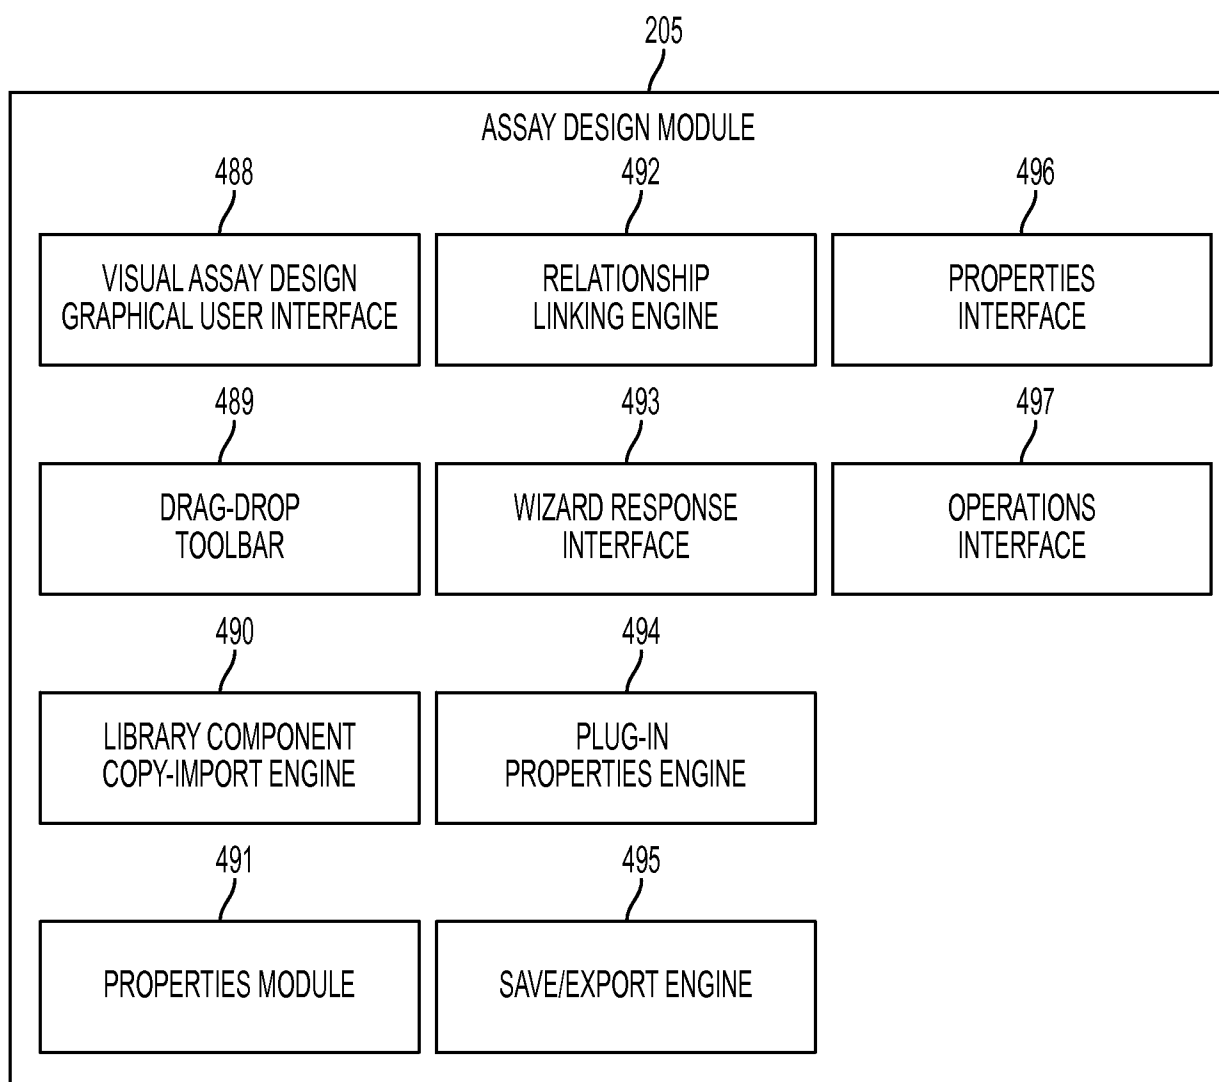 205
ASSAY DESIGN MODULE
488
492
496
VISUAL ASSAY DESIGN
GRAPHICAL USER INTERFACE
RELATIONSHIP
LINKING ENGINE
PROPERTIES
INTERFACE
489
493
497
DRAG-DROP
TOOLBAR
WIZARD RESPONSE
INTERFACE
OPERATIONS
INTERFACE
490
494
LIBRARY COMPONENT
COPY-IMPORT ENGINE
PLUG-IN
PROPERTIES ENGINE
491
495
PROPERTIES MODULE
SAVE/EXPORT ENGINE